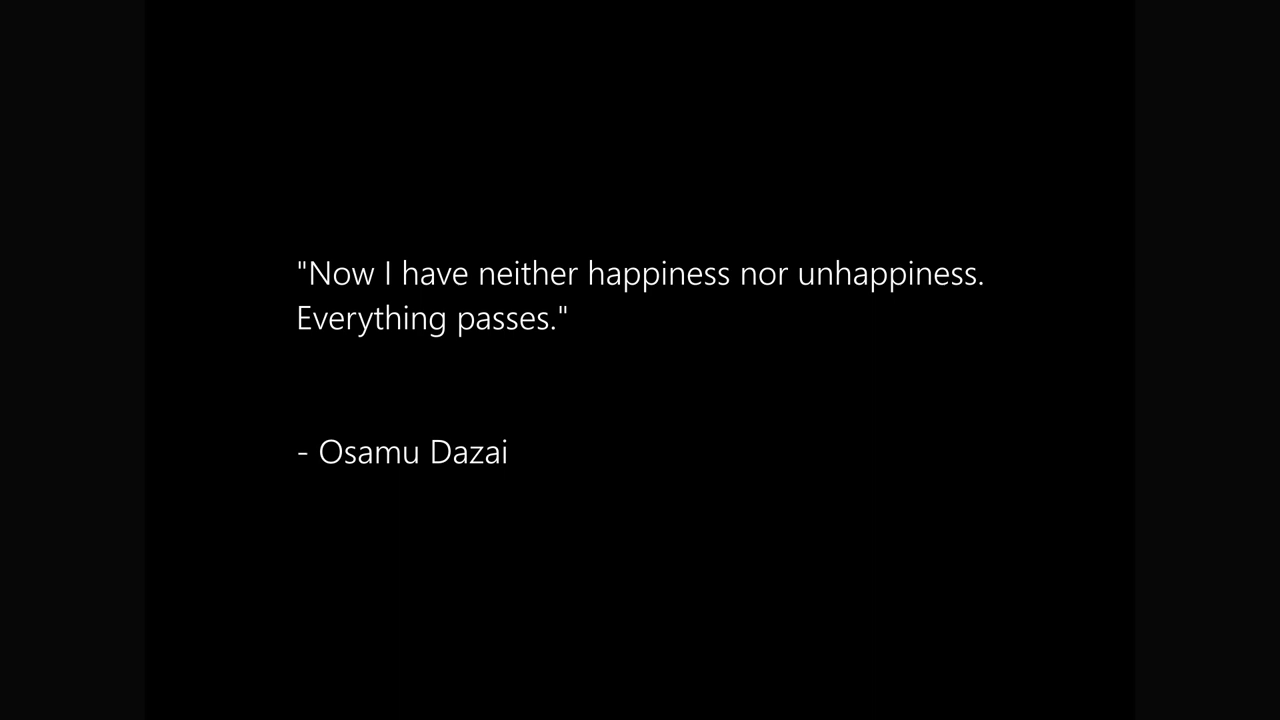 "Now I have neither happiness nor unhappiness.
Everything passes."
- Osamu Dazai